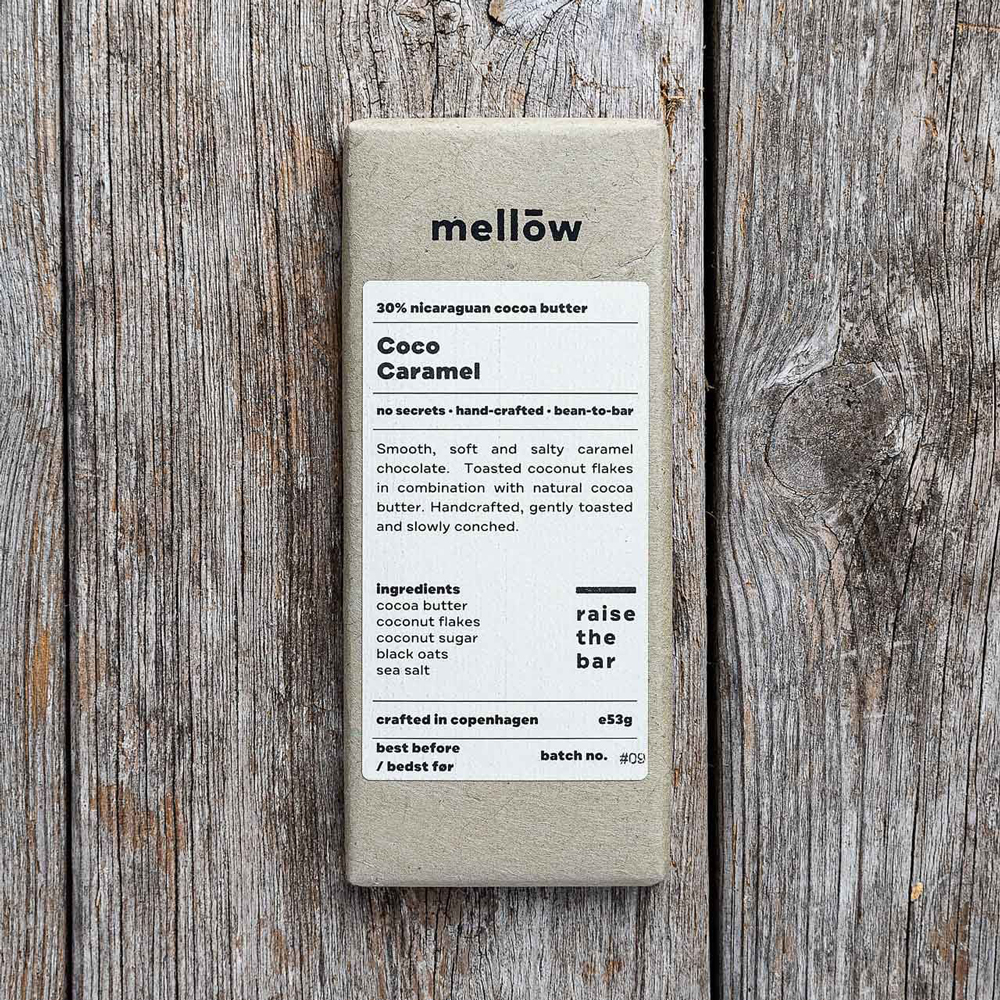 mellōw
30% nicaraguan cocoa butter
Coco
Caramel
no secrets • hand-crafted • bean-to-bar
Smooth, soft and salty caramel
chocolate. Toasted coconut flakes
in combination with natural cocoa
butter. Handcrafted, gently toasted
and slowly conched.
ingredients
cocoa butter
coconut flakes
coconut sugar
black oats
sea salt
raise
the
bar
crafted in copenhagen e53g
best before
/ bedst før
batch no. #09